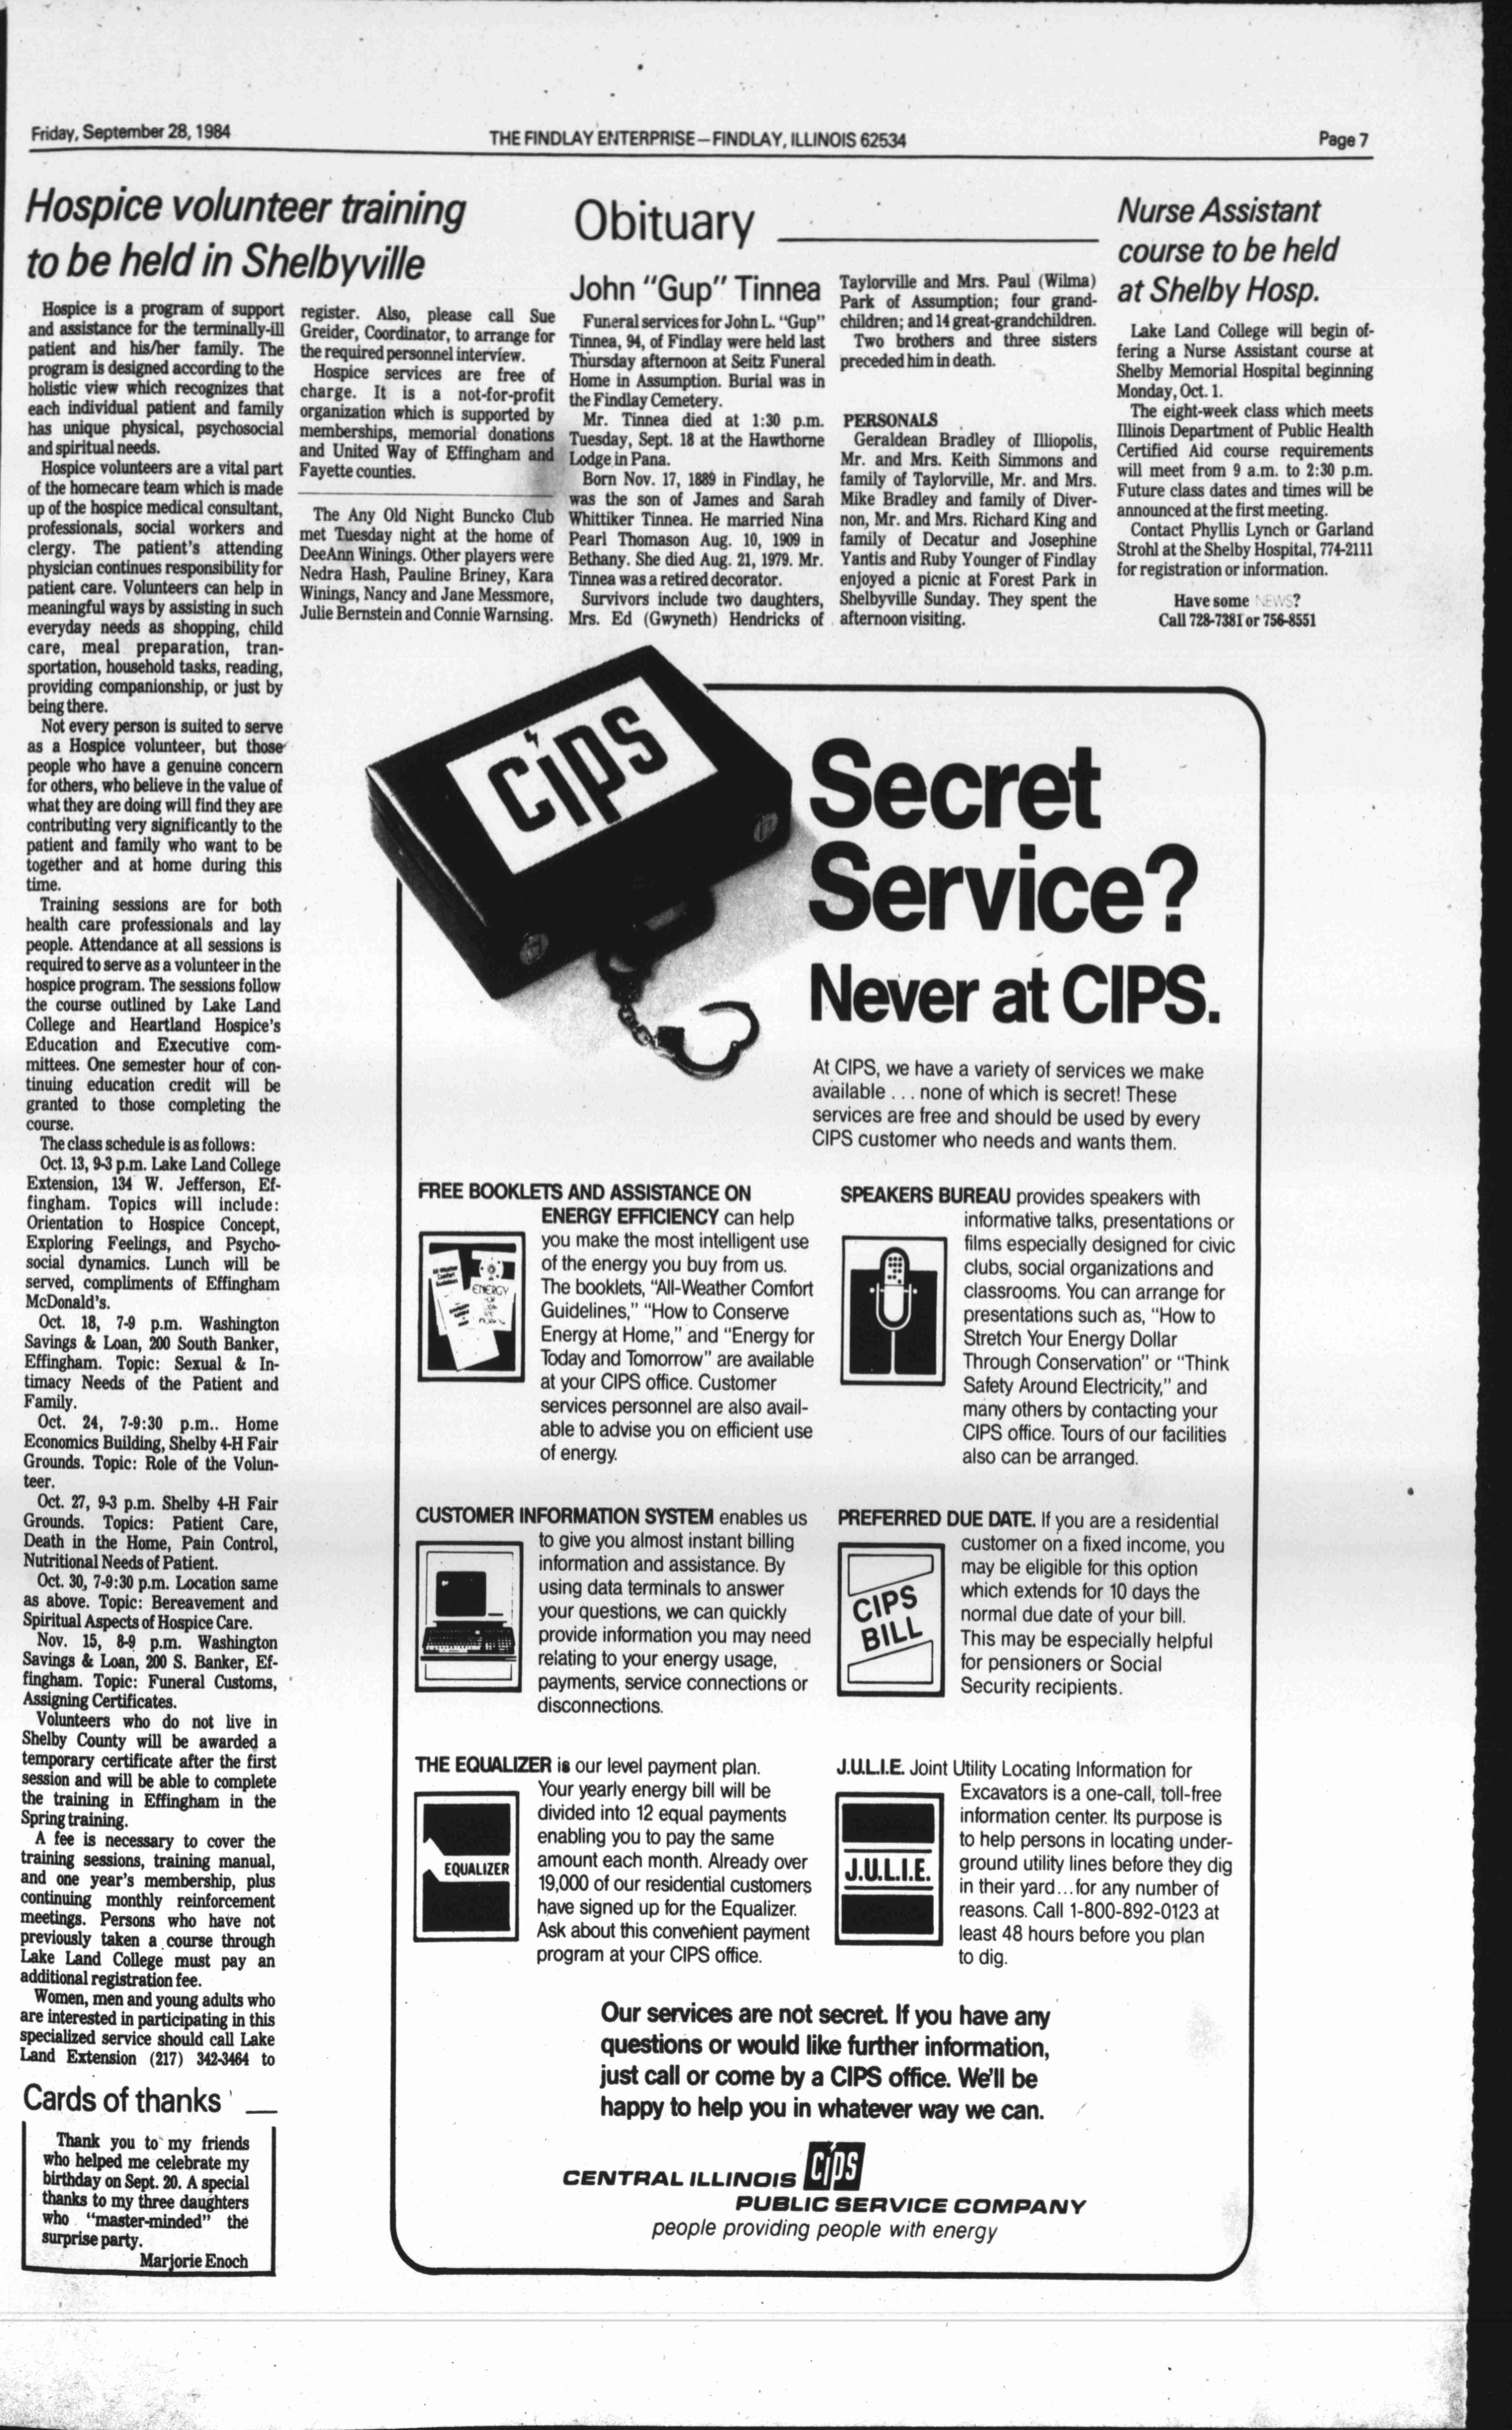 Friday, September 28, 1984
THE FINDLAY ENTERPRISE—FINDLAY, ILLINOIS 62534
Page 7
Hospice volunteer training
to be held in Shelbyville
Hospice is a program of support
and assistance for the terminally-ill
patient and his/her family. The
program is designed according to the
holistic view which recognizes that
each individual patient and family
has unique physical, psychosocial
and spiritual needs.
Hospice volunteers are a vital part
of the homecare team which is made
up of the hospice medical consultant,
professionals, social workers and
clergy. The patient's attending
physician continues responsibility for
patient care. Volunteers can help in
meaningful ways by assisting in such
everyday needs as shopping, child
care, meal preparation, tran-
sportation, household tasks, reading,
providing companionship, or just by
being there.
Not every person is suited to serve
as a Hospice volunteer, but those
people who have a genuine concern
for others, who believe in the value of
what they are doing will find they are
contributing very significantly to the
patient and family who want to be
together and at home during this
time.
Training sessions are for both
health care professionals and lay
people. Attendance at all sessions is
required to serve as a volunteer in the
hospice program. The sessions follow
the course outlined by Lake Land
College and Heartland Hospice's
Education and Executive com-
mittees. One semester hour of con-
tinuing education credit will be
granted to those completing the
course.
The class schedule is as follows:
Oct. 13, 9-3 p.m. Lake Land College
Extension, 134 W. Jefferson, Ef-
fingham. Topics will include:
Orientation to Hospice Concept,
Exploring Feelings, and Psycho-
social dynamics. Lunch will be
served, compliments of Effingham
McDonald's.
Oct. 18, 7-9 p.m. Washington
Savings & Loan, 200 South Banker,
Effingham. Topic: Sexual & In-
timacy Needs of the Patient and
Family.
Oct. 24, 7-9:30 p.m.. Home
Economics Building, Shelby 4-H Fair
Grounds. Topic: Role of the Volun-
teer.
Oct. 27, 9-3 p.m. Shelby 4-H Fair
Grounds. Topics: Patient Care,
Death in the Home, Pain Control,
Nutritional Needs of Patient.
Oct. 30, 7-9:30 p.m. Location same
as above. Topic: Bereavement and
Spiritual Aspects of Hospice Care.
Nov. 15, 8-9 p.m. Washington
Savings & Loan, 200 S. Banker, Ef-
fingham. Topic: Funeral Customs,
Assigning Certificates.
Volunteers who do not live in
Shelby County will be awarded a
temporary certificate after the first
session and will be able to complete
the training in Effingham in the
Spring training.
A fee is necessary to cover the
training sessions, training manual,
and one year's membership, plus
continuing monthly reinforcement
meetings. Persons who have not
previously taken a course through
Lake Land College must pay an
additional registration fee.
Women, men and young adults who
are interested in participating in this
specialized service should call Lake
Land Extension (217) 342-3464 to
register. Also, please call Sue
Greider, Coordinator, to arrange for
the required personnel interview.
Hospice services are free of
charge. It is a not-for-profit
organization which is supported by
memberships, memorial donations
and United Way of Effingham and
Fayette counties.
The Any Old Night Buncko Club
met Tuesday night at the home of
DeeAnn Winings. Other players were
Nedra Hash, Pauline Briney, Kara
Winings, Nancy and Jane Messmore,
Julie Bernstein and Connie Warnsing.
Cards of thanks
Thank you to my friends
who helped me celebrate my
birthday on Sept. 20. A special
thanks to my three daughters
who "master-minded" the
surprise party.
Marjorie Enoch
Obituary
John "Gup" Tinnea
Funeral services for John L. "Gup"
Tinnea, 94, of Findlay were held last
Thursday afternoon at Seitz Funeral
Home in Assumption. Burial was in
the Findlay Cemetery.
Mr. Tinnea died at 1:30 p.m.
Tuesday, Sept. 18 at the Hawthorne
Lodge in Pana.
Born Nov. 17, 1889 in Findlay, he
was the son of James and Sarah
Whittiker Tinnea. He married Nina
Pearl Thomason Aug. 10, 1909 in
Bethany. She died Aug. 21, 1979. Mr.
Tinnea was a retired decorator.
Survivors include two daughters,
Mrs. Ed (Gwyneth) Hendricks of
Taylorville and Mrs. Paul (Wilma)
Park of Assumption; four grand-
children; and 14 great-grandchildren.
Two brothers and three sisters
preceded him in death.
PERSONALS
Geraldean Bradley of Illiopolis,
Mr. and Mrs. Keith Simmons and
family of Taylorville, Mr. and Mrs.
Mike Bradley and family of Diver-
non, Mr. and Mrs. Richard King and
family of Decatur and Josephine
Yantis and Ruby Younger of Findlay
enjoyed a picnic at Forest Park in
Shelbyville Sunday. They spent the
afternoon visiting.
Nurse Assistant
course to be held
at Shelby Hosp.
Lake Land College will begin of-
fering a Nurse Assistant course at
Shelby Memorial Hospital beginning
Monday, Oct. 1.
The eight-week class which meets
Illinois Department of Public Health
Certified Aid course requirements
will meet from 9 a.m. to 2:30 p.m.
Future class dates and times will be
announced at the first meeting.
Contact Phyllis Lynch or Garland
Strohl at the Shelby Hospital, 774-2111
for registration or information.
Have some NEWS?
Call 728-7381 or 756-8551
CIPS
Secret
Service?
Never at CIPS.
At CIPS, we have a variety of services we make
available . . . none of which is secret! These
services are free and should be used by every
CIPS customer who needs and wants them.
FREE BOOKLETS AND ASSISTANCE ON
ENERGY EFFICIENCY can help
you make the most intelligent use
of the energy you buy from us.
The booklets, "All-Weather Comfort
Guidelines," "How to Conserve
Energy at Home," and "Energy for
Today and Tomorrow" are available
at your CIPS office. Customer
services personnel are also avail-
able to advise you on efficient use
of energy.
ENERGY
SPEAKERS BUREAU provides speakers with
informative talks, presentations or
films especially designed for civic
clubs, social organizations and
classrooms. You can arrange for
presentations such as, "How to
Stretch Your Energy Dollar
Through Conservation" or "Think
Safety Around Electricity," and
many others by contacting your
CIPS office. Tours of our facilities
also can be arranged.
CUSTOMER INFORMATION SYSTEM enables us
to give you almost instant billing
information and assistance. By
using data terminals to answer
your questions, we can quickly
provide information you may need
relating to your energy usage,
payments, service connections or
disconnections.
PREFERRED DUE DATE. If you are a residential
customer on a fixed income, you
may be eligible for this option
which extends for 10 days the
normal due date of your bill.
This may be especially helpful
for pensioners or Social
Security recipients.
CIPS
BILL
THE EQUALIZER is our level payment plan.
Your yearly energy bill will be
divided into 12 equal payments
enabling you to pay the same
amount each month. Already over
19,000 of our residential customers
have signed up for the Equalizer.
Ask about this convenient payment
program at your CIPS office.
EQUALIZER
J.U.L.I.E. Joint Utility Locating Information for
Excavators is a one-call, toll-free
information center. Its purpose is
to help persons in locating under-
ground utility lines before they dig
in their yard...for any number of
reasons. Call 1-800-892-0123 at
least 48 hours before you plan
to dig.
J.U.L.I.E.
Our services are not secret. If you have any
questions or would like further information,
just call or come by a CIPS office. We'll be
happy to help you in whatever way we can.
CENTRAL ILLINOIS CIPS
PUBLIC SERVICE COMPANY
people providing people with energy